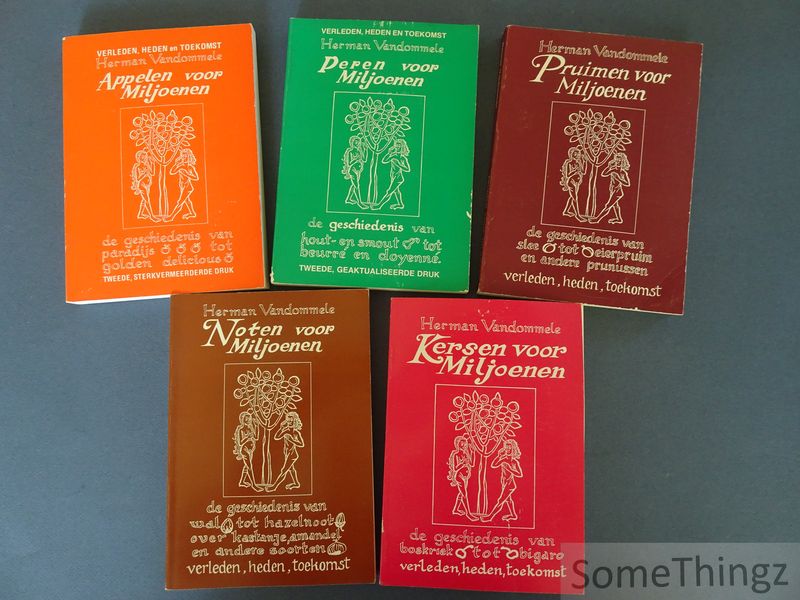 VERLEDEN, HEDEN en TOEKOMST
Herman Vandommele
Appelen voor
Miljoenen
de geschiedenis van
paradijs tot
golden delicious
TWEEDE, STERKVERMEERDERDE DRUK
VERLEDEN, HEDEN EN TOEKOMST
Herman Vandommele
Peren voor
Miljoenen
de geschiedenis van
hout- en smout tot
beurré en doyenné.
TWEEDE, GEAKTUALISEERDE DRUK
Herman Vandommele
Pruimen voor
Miljoenen
de geschiedenis van
slee tot eierpruim
en andere prunussen
verleden, heden, toekomst
Herman Vandommele
Noten voor
Miljoenen
de geschiedenis van
wal tot hazelnoot
over kastanje, amandel
en andere soorten
verleden, heden, toekomst
Herman Vandommele
Kersen voor
Miljoenen
de geschiedenis van
boskriek tot bigaro
verleden, heden, toekomst
SomeThingz